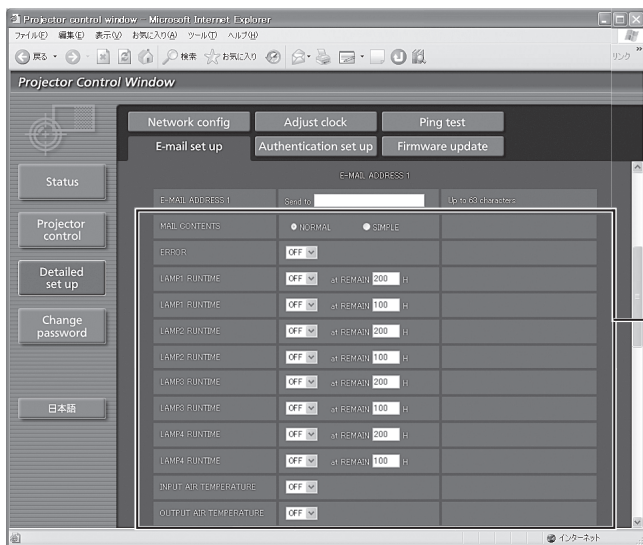 Projector control window - Microsoft Internet Explorer
ファイル(F) 編集(E) 表示(V) お気に入り(A) ツール(T) ヘルプ(H)
戻る 検索 お気に入り リンク »
Projector Control Window
Network config Adjust clock Ping test
E-mail set up Authentication set up Firmware update
Status
Projector control
Detailed set up
Change password
日本語
E-MAIL ADDRESS 1
E-MAIL ADDRESS 1 Send to Up to 63 characters
MAIL CONTENTS NORMAL SIMPLE
ERROR OFF
LAMP1 RUNTIME OFF at REMAIN 200 H
LAMP1 RUNTIME OFF at REMAIN 100 H
LAMP2 RUNTIME OFF at REMAIN 200 H
LAMP2 RUNTIME OFF at REMAIN 100 H
LAMP3 RUNTIME OFF at REMAIN 200 H
LAMP3 RUNTIME OFF at REMAIN 100 H
LAMP4 RUNTIME OFF at REMAIN 200 H
LAMP4 RUNTIME OFF at REMAIN 100 H
INPUT AIR TEMPERATURE OFF
OUTPUT AIR TEMPERATURE OFF
インターネット